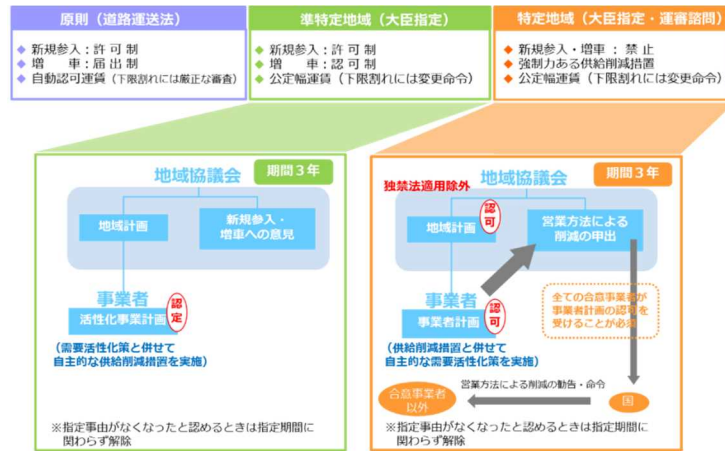 原則（道路運送法）
◆ 新規参入：許 可 制
◆ 増　　車：届 出 制
◆ 自動認可運賃（下限割れには厳正な審査）
準特定地域（大臣指定）
◆ 新規参入：許 可 制
◆ 増　　車：認 可 制
◆ 公定幅運賃（下限割れには変更命令）
特定地域（大臣指定・運審諮問）
◆ 新規参入・増車 ： 禁 止
◆ 強制力ある供給削減措置
◆ 公定幅運賃（下限割れには変更命令）
地域協議会
期間３年
地域計画
新規参入・
増車への意見
事業者
活性化事業計画
認定
（需要活性化策と併せて
自主的な供給削減措置を実施）
※指定事由がなくなったと認めるときは指定期間に
関わらず解除
地域協議会
期間３年
独禁法適用除外
地域計画
認可
営業方法による
削減の申出
事業者
事業者計画
認可
全ての合意事業者が
事業者計画の認可を
受けることが必須
（供給削減措置と併せて
自主的な需要活性化策を実施）
営業方法による削減の勧告・命令
合意事業者
以外
国
※指定事由がなくなったと認めるときは指定期間に
関わらず解除